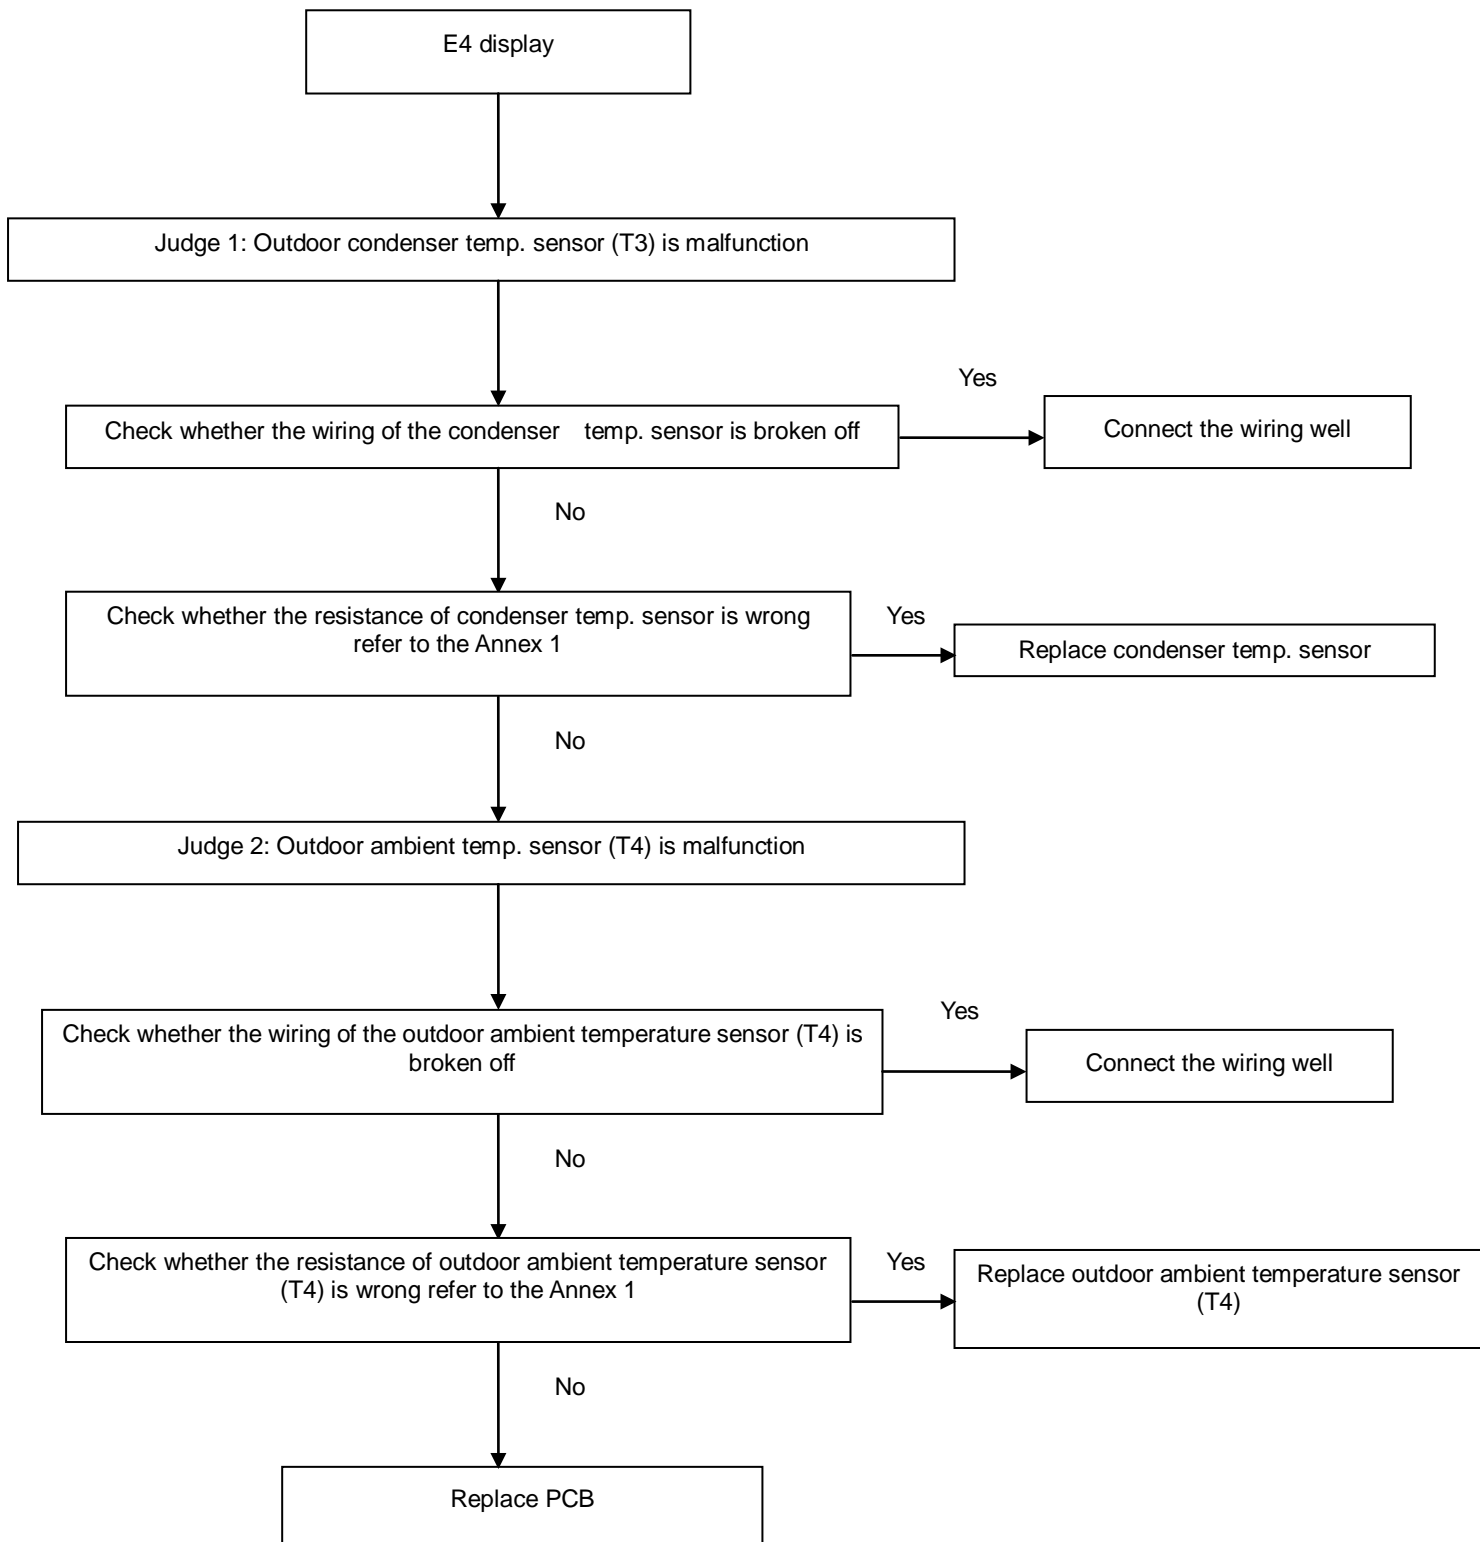 E4 display
Judge 1: Outdoor condenser temp. sensor (T3) is malfunction
Yes
Check whether the wiring of the condenser temp. sensor is broken off
Connect the wiring well
No
Check whether the resistance of condenser temp. sensor is wrong
refer to the Annex 1
Yes
Replace condenser temp. sensor
No
Judge 2: Outdoor ambient temp. sensor (T4) is malfunction
Yes
Check whether the wiring of the outdoor ambient temperature sensor (T4) is
broken off
Connect the wiring well
No
Check whether the resistance of outdoor ambient temperature sensor
(T4) is wrong refer to the Annex 1
Yes
Replace outdoor ambient temperature sensor
(T4)
No
Replace PCB